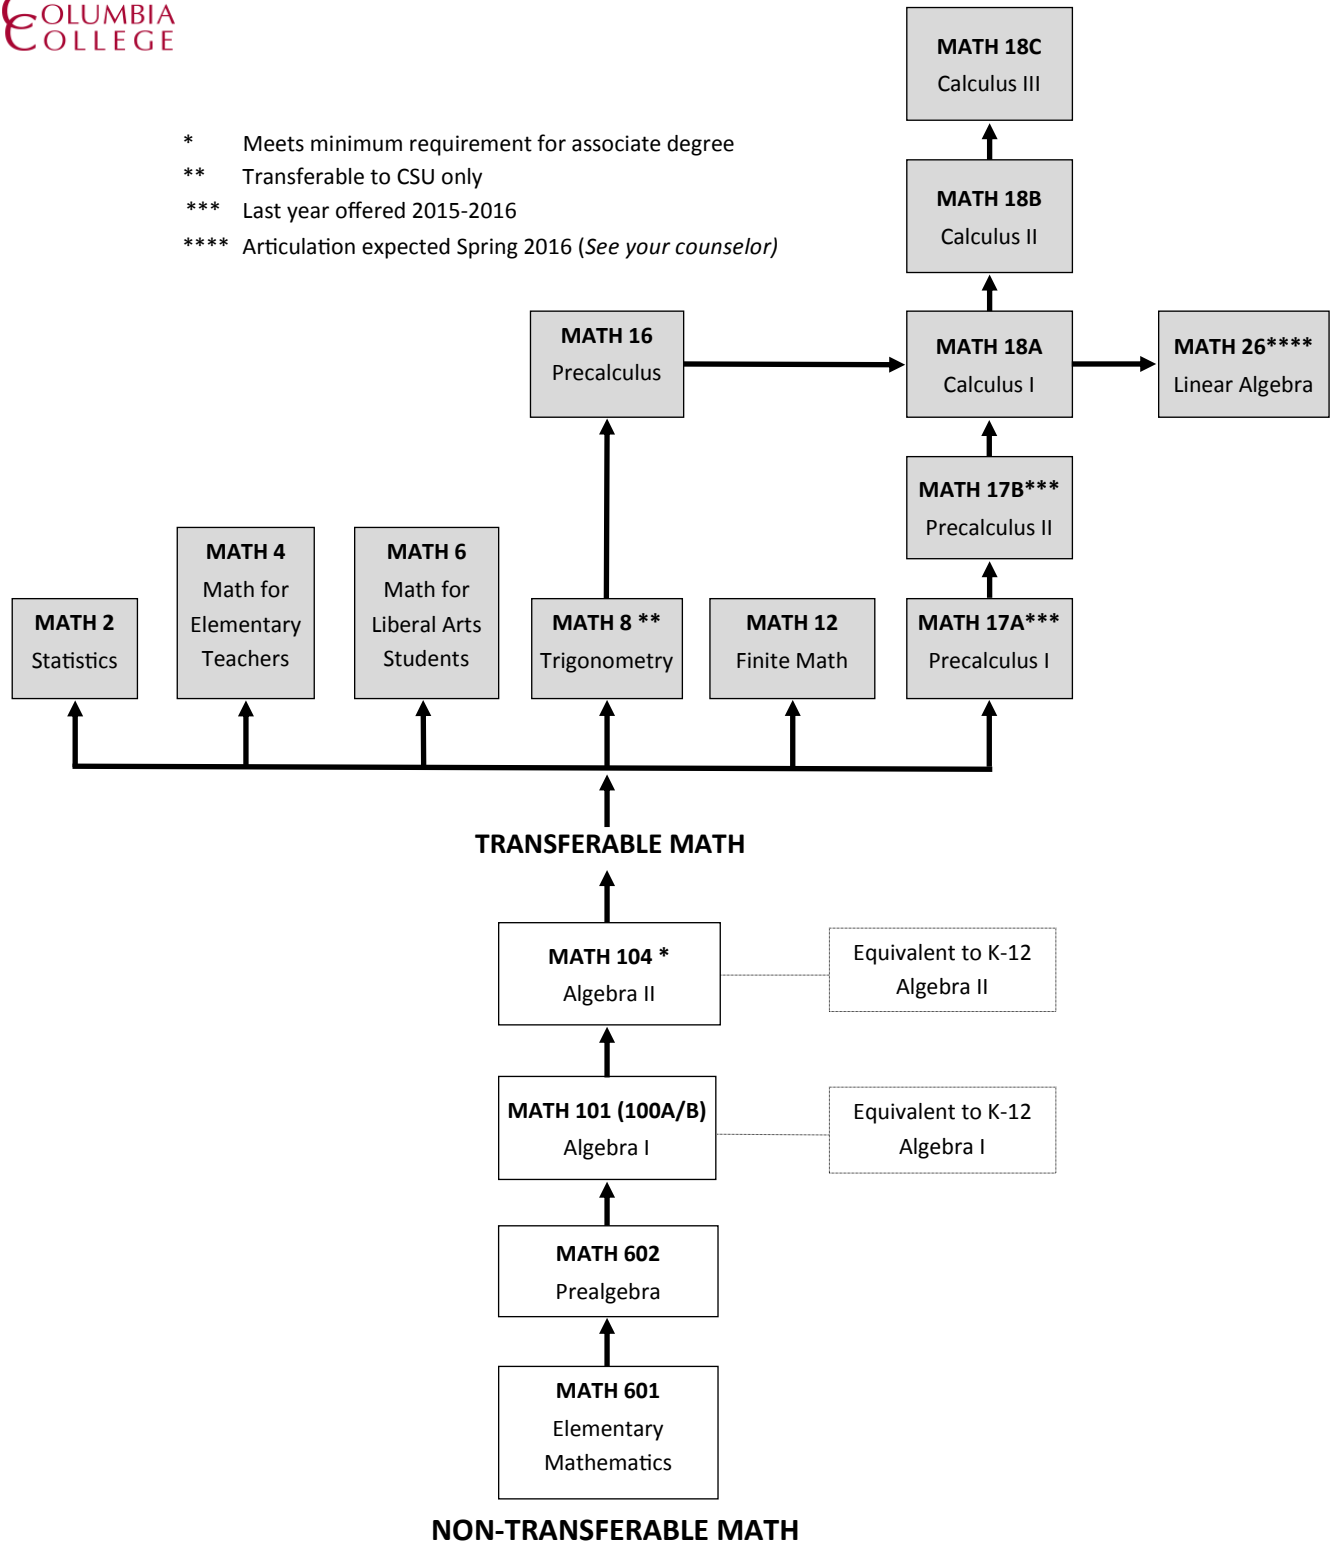 COLUMBIA
COLLEGE
* Meets minimum requirement for associate degree
** Transferable to CSU only
*** Last year offered 2015-2016
**** Articulation expected Spring 2016 (See your counselor)
MATH 18C
Calculus III
MATH 18B
Calculus II
MATH 16
Precalculus
MATH 18A
Calculus I
MATH 26****
Linear Algebra
MATH 17B***
Precalculus II
MATH 2
Statistics
MATH 4
Math for
Elementary
Teachers
MATH 6
Math for
Liberal Arts
Students
MATH 8 **
Trigonometry
MATH 12
Finite Math
MATH 17A***
Precalculus I
TRANSFERABLE MATH
MATH 104 *
Algebra II
Equivalent to K-12
Algebra II
MATH 101 (100A/B)
Algebra I
Equivalent to K-12
Algebra I
MATH 602
Prealgebra
MATH 601
Elementary
Mathematics
NON-TRANSFERABLE MATH